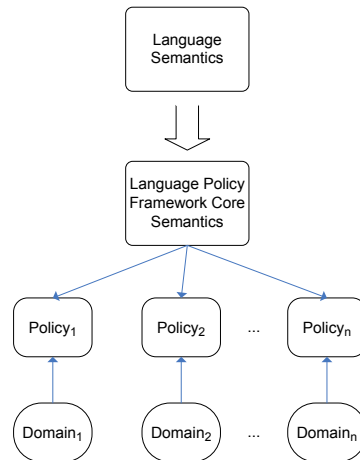 Language
Semantics
Language Policy
Framework Core
Semantics
Policy₁ Policy₂ ... Policyₙ
Domain₁ Domain₂ ... Domainₙ